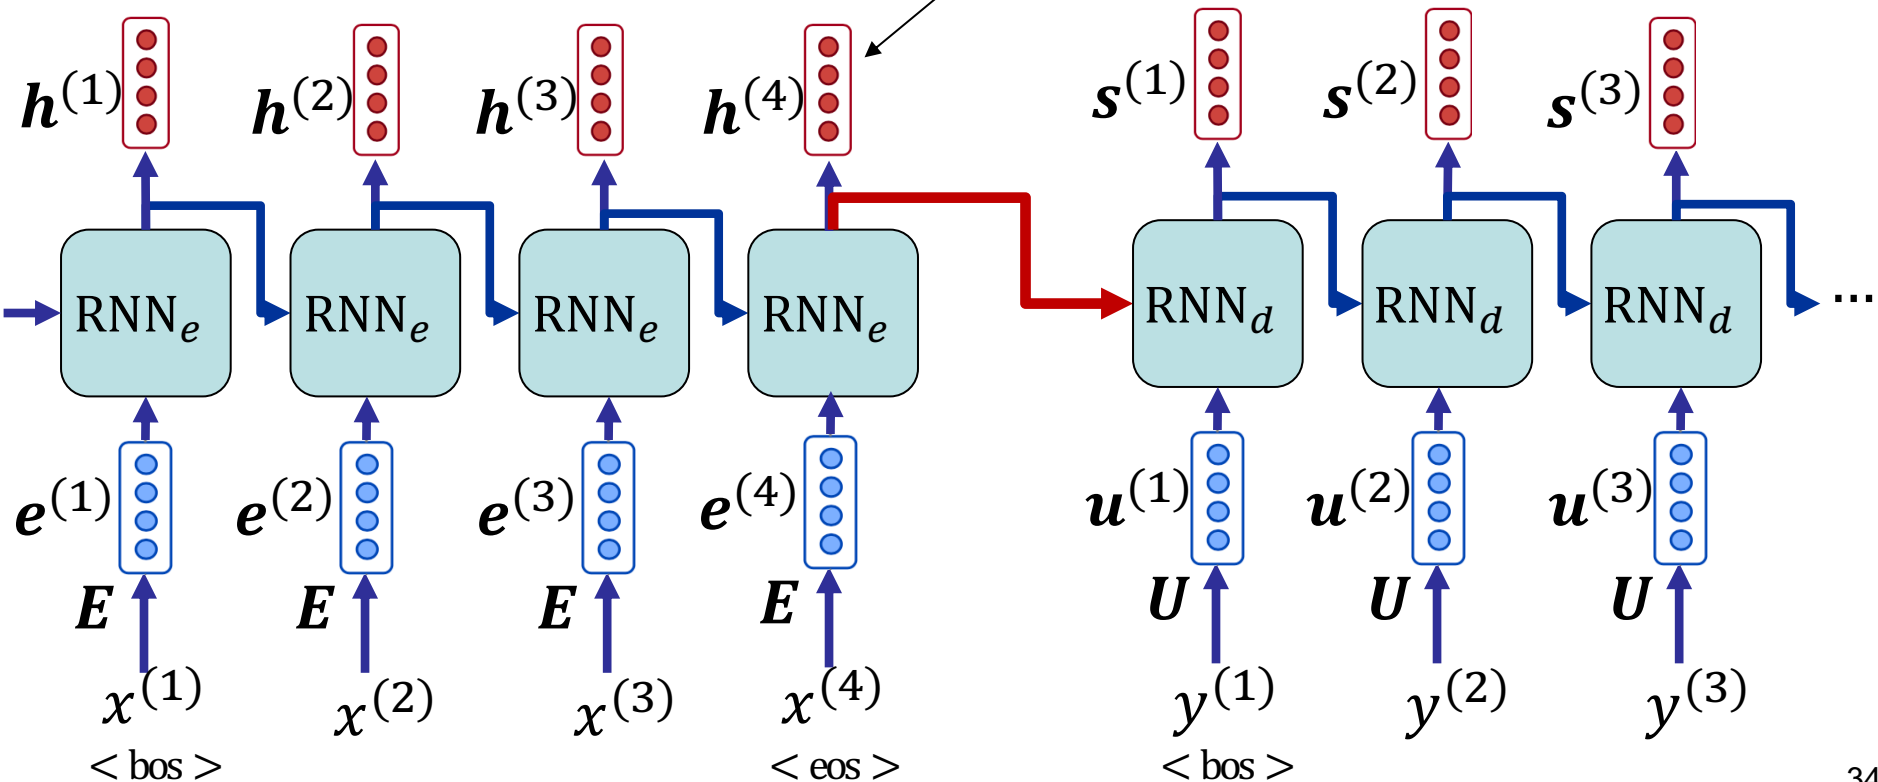 h(1) h(2) h(3) h(4) s(1) s(2) s(3)
RNNe RNNe RNNe RNNe RNNd RNNd RNNd ...
e(1) e(2) e(3) e(4) u(1) u(2) u(3)
E E E E U U U
x(1) x(2) x(3) x(4) y(1) y(2) y(3)
< bos > < eos > < bos >
34